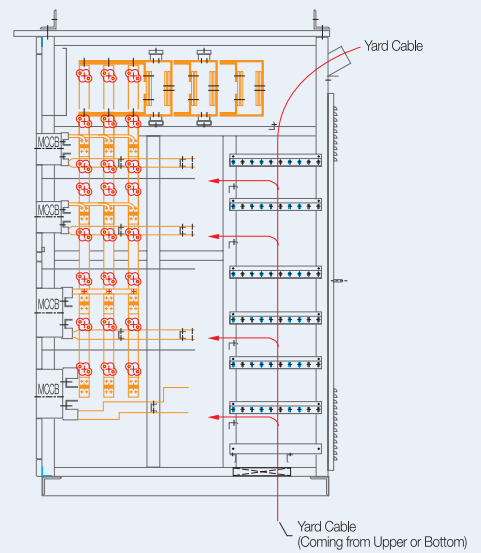 Yard Cable
MCCB
MCCB
MCCB
MCCB
Yard Cable
(Coming from Upper or Bottom)